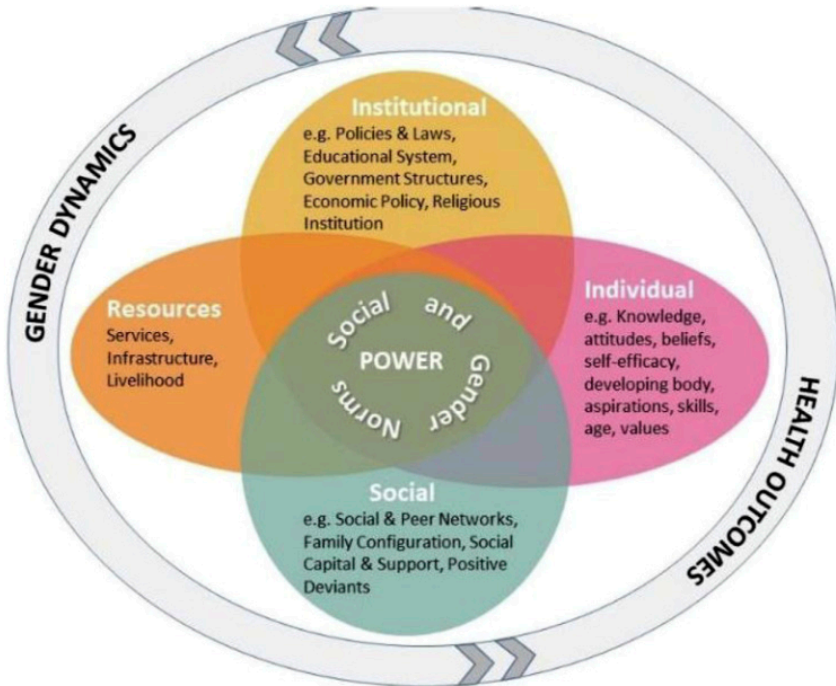 GENDER DYNAMICS
Institutional
e.g. Policies & Laws,
Educational System,
Government Structures,
Economic Policy, Religious
Institution
Resources
Services,
Infrastructure,
Livelihood
Social and Gender Norms
POWER
Individual
e.g. Knowledge,
attitudes, beliefs,
self-efficacy,
developing body,
aspirations, skills,
age, values
Social
e.g. Social & Peer Networks,
Family Configuration, Social
Capital & Support, Positive
Deviants
HEALTH OUTCOMES